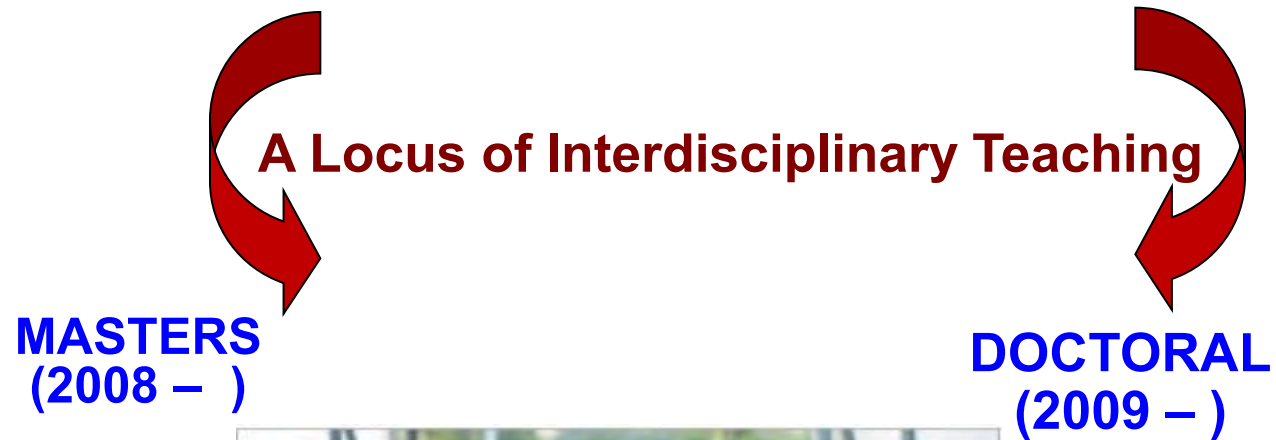 A Locus of Interdisciplinary Teaching
MASTERS
(2008 – )
DOCTORAL
(2009 – )